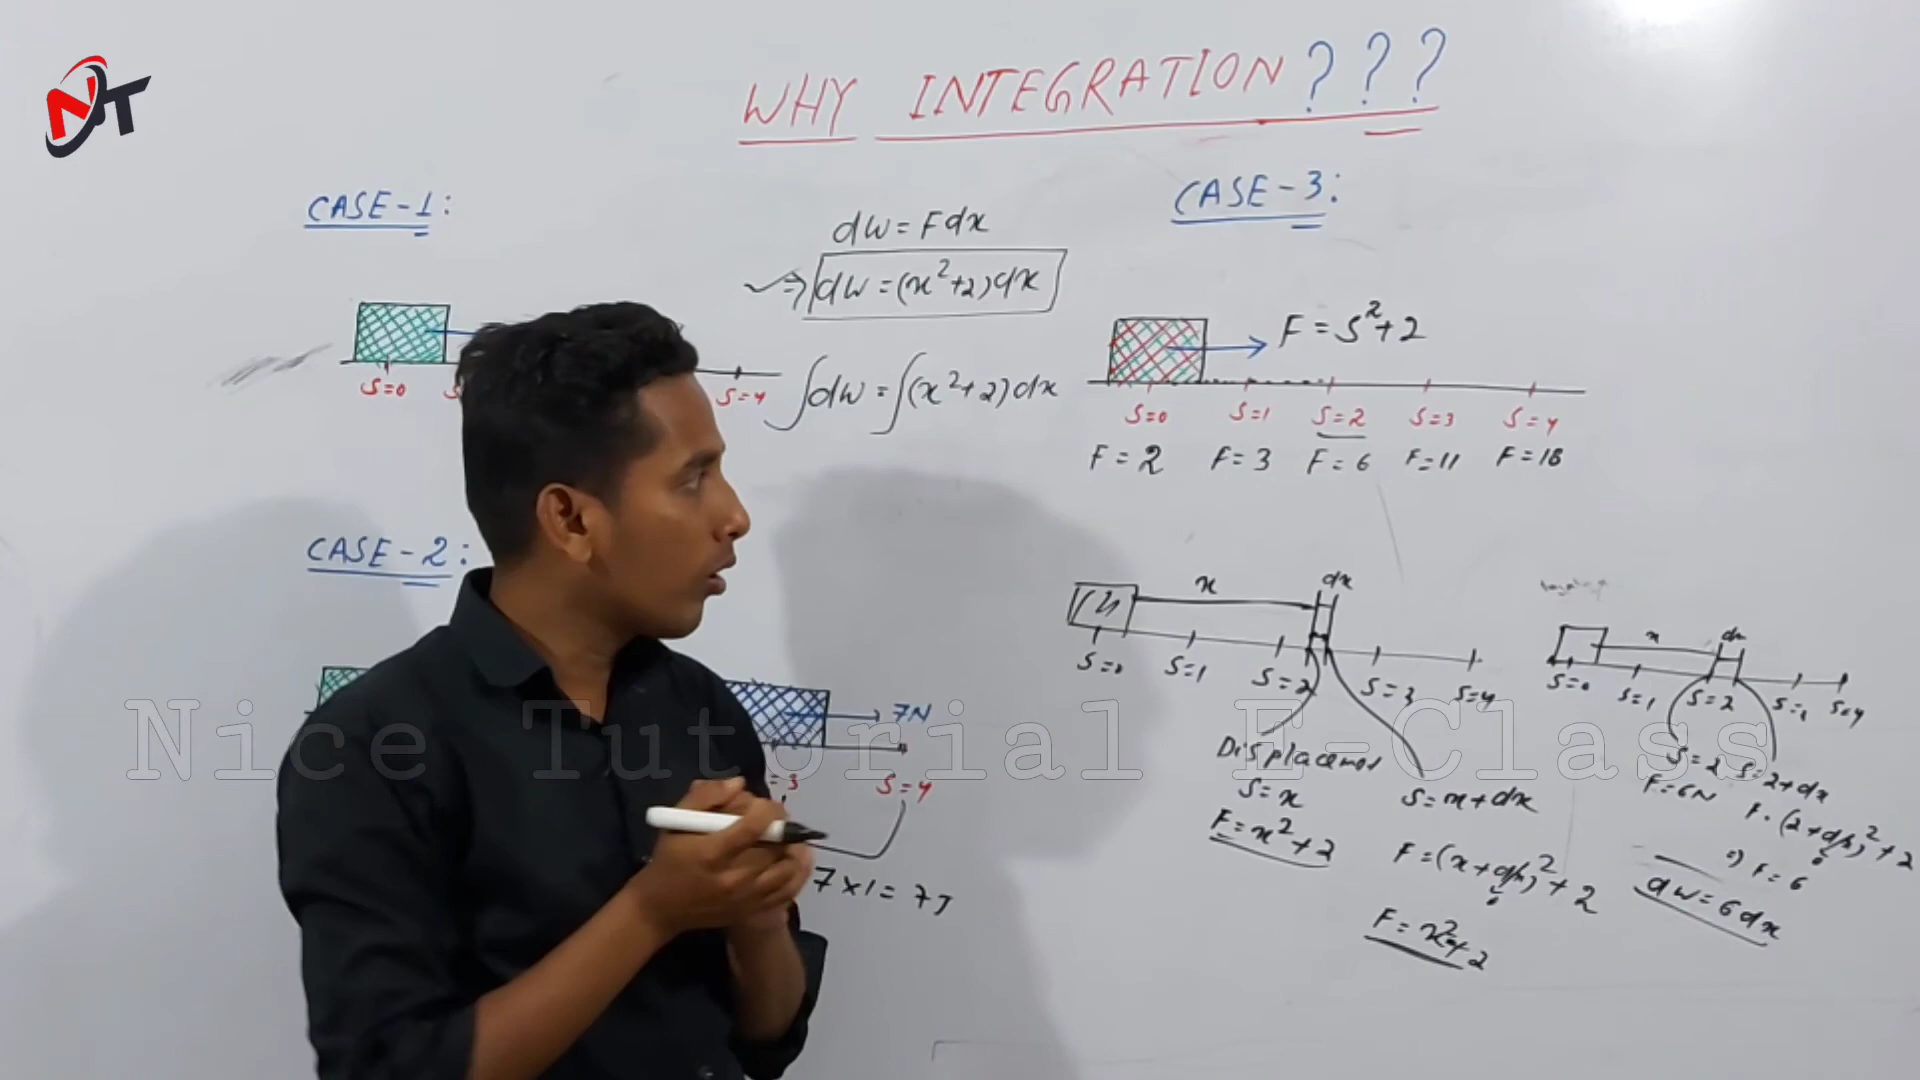 NT
WHY INTEGRATION???
CASE-1:
S=0
S=4
dW = Fdx
⇒ dW = (x²+2)dx
∫dW = ∫(x²+2)dx
CASE-3:
F = S²+2
S=0 S=1 S=2 S=3 S=4
F=2 F=3 F=6 F=11 F=18
CASE-2:
7N
=3 S=4
7×1=7J
x dx
S=0 S=1 S=2 S=3 S=4
Displacement
S=x
F=x²+2
S=x+dx
F=(x+dx)²+2
F=x²+2
x dx
S=0 S=1 S=2 S=4
S=2 S=2+dx
F=6N F=(2+dx)²+2
⇒ F=6
dW=6dx
Nice Tutorial E-Class